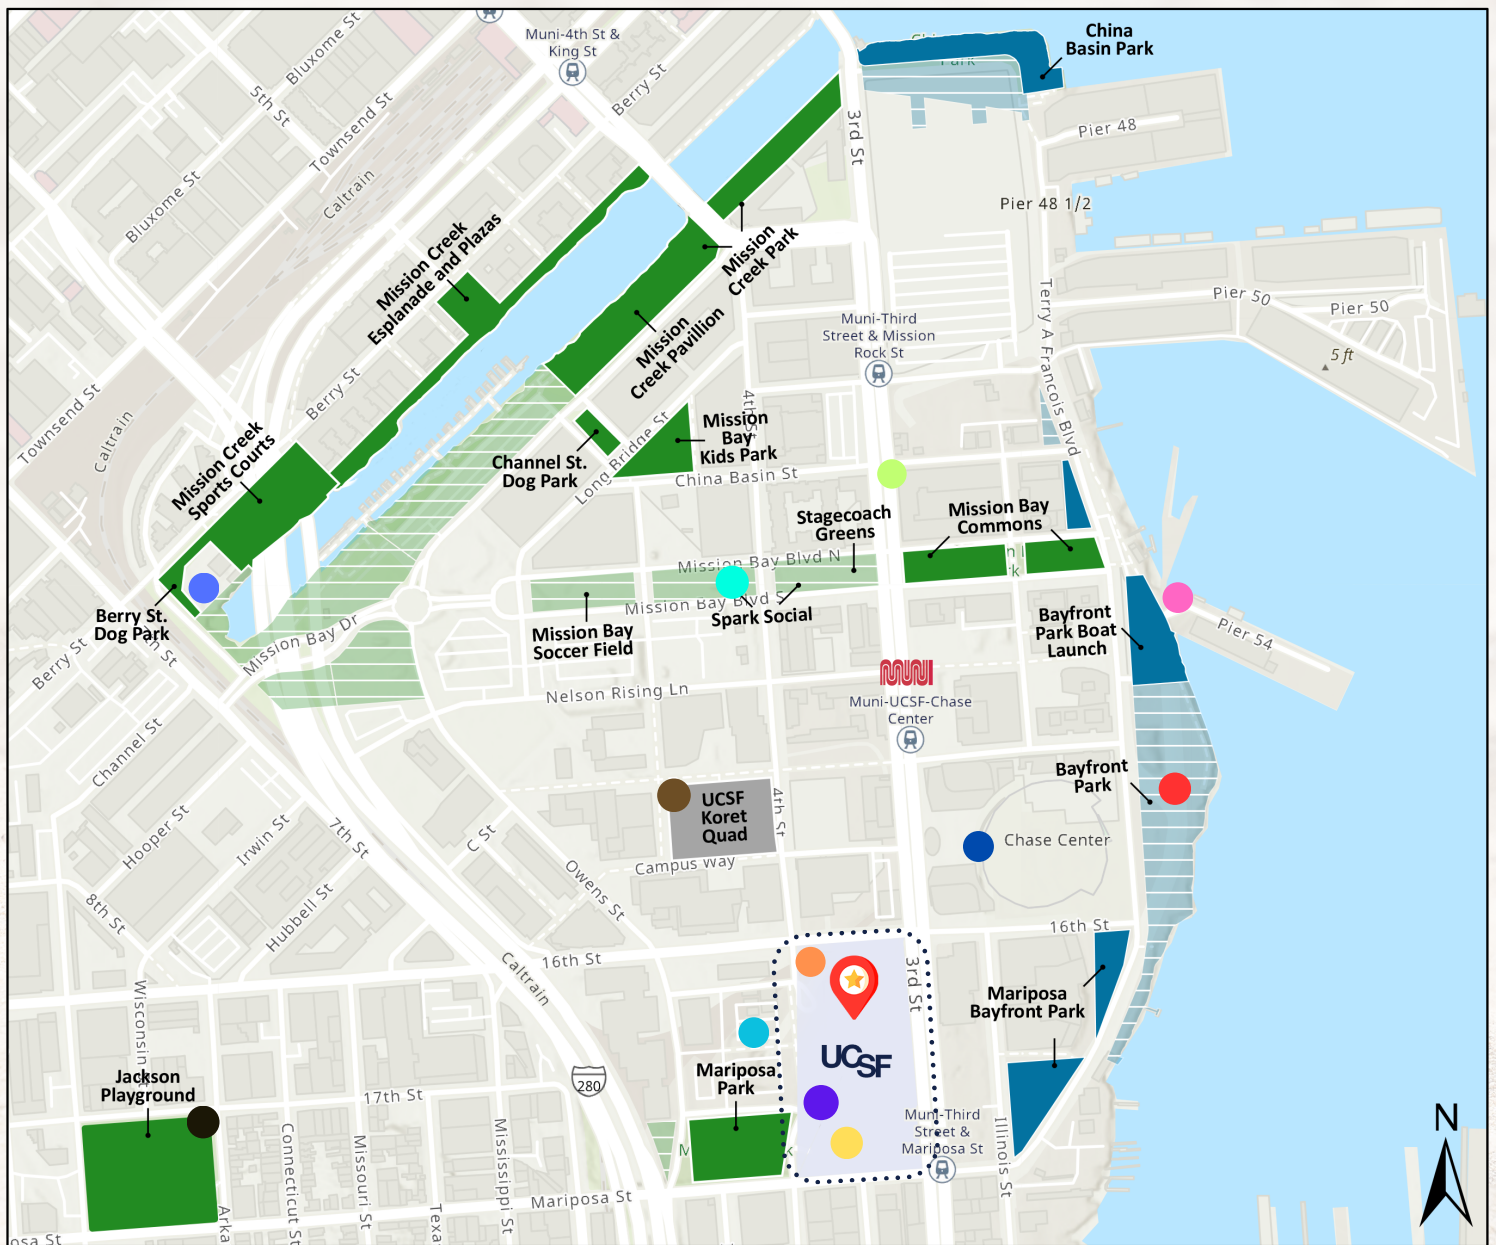 China
Basin Park
Muni-4th St &
King St
Bluxome St
5th St
Townsend St
Berry St
Park
3rd St
Pier 48
Caltrain
Bluxome St
Pier 48 1/2
Mission Creek
Esplanade and Plazas
Mission
Creek Park
Terry A Francois Blvd
Pier 50
Pier 50
5 ft
Muni-Third
Street & Mission
Rock St
Mission
Creek Pavillion
Berry St
Townsend St
Caltrain
4th St
Mission
Bay
Kids Park
Long Bridge St
Channel St.
Dog Park
China Basin St
Mission Creek
Sports Courts
Stagecoach
Greens
Mission Bay
Commons
Mission Bay Blvd N
Mission Bay Blvd S
Spark Social
Mission Bay
Soccer Field
Berry St.
Dog Park
Mission Bay Dr
Berry St
Bayfront
Park Boat
Launch
Pier 54
MUNI
Nelson Rising Ln
Muni-UCSF-Chase
Center
Channel St
Bayfront
Park
UCSF
Koret
Quad
4th St
Chase Center
Hooper St
Irwin St
7th St
C St
Campus Way
Owens St
8th St
Hubbell St
16th St
16th St
Caltrain
3rd St
Wisconsin
Mariposa
Bayfront Park
UCSF
Jackson
Playground
280
Mariposa
Park
17th St
Muni-Third
Street &
Mariposa St
Illinois St
Connecticut St
Missouri St
Mississippi St
Mariposa St
N